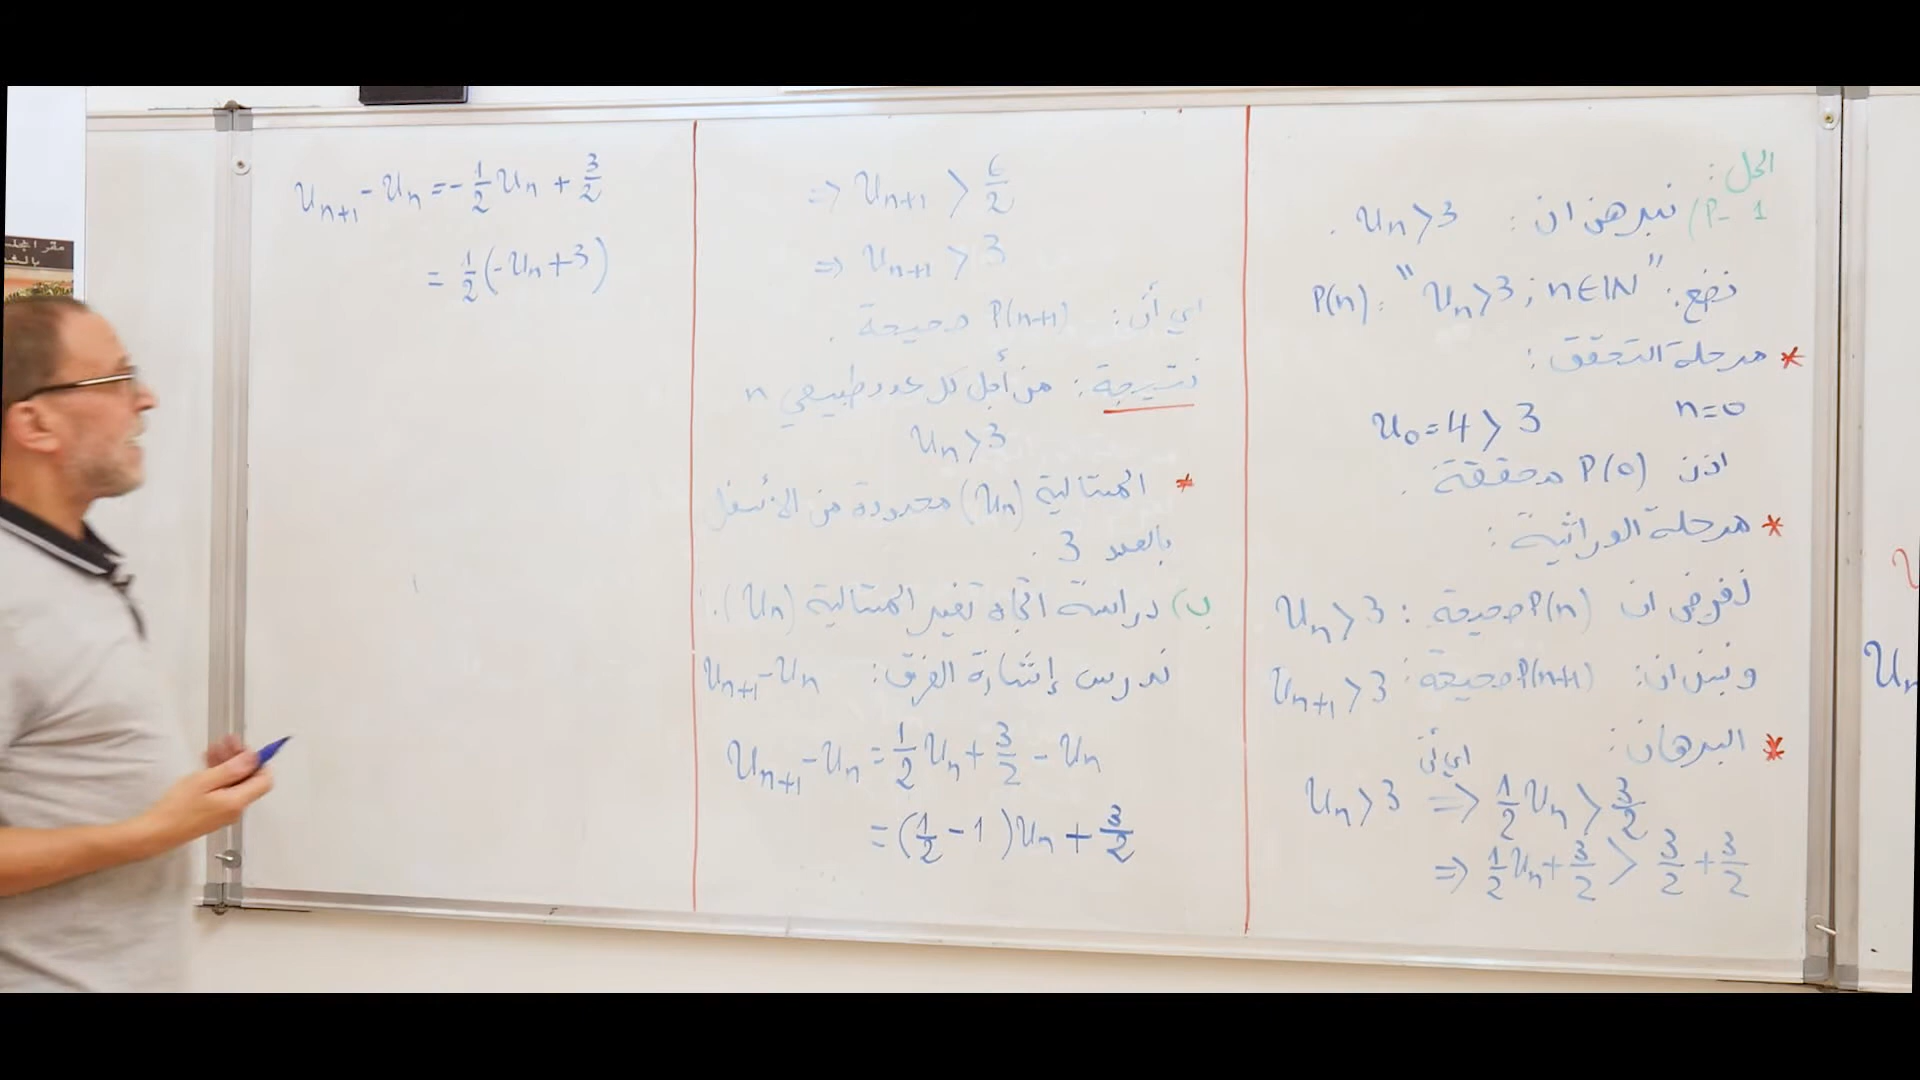 الحل :
1 - P) نبرهن ان : Un > 3 .
نضع: P(n) : " Un > 3 ; n ∈ IN "
* مرحلة التحقق :
n = 0 U0 = 4 > 3
اذن P(0) محققة .
* مرحلة الوراثية :
نفرض ان P(n) صحيحة : Un > 3
و نبين ان: P(n+1) صحيحة : Un+1 > 3
* البرهان :
اي أن
Un > 3 => 1/2 Un > 3/2
=> 1/2 Un + 3/2 > 3/2 + 3/2
=> Un+1 > 6/2
=> Un+1 > 3
اي أن : P(n+1) صحيحة .
نتيجة : من أجل كل عدد طبيعي n
Un > 3
* المتتالية (Un) محدودة من الأسفل
بالعدد 3 .
ب) دراسة اتجاه تغير المتتالية (Un) .
ندرس إشارة الفرق : Un+1 - Un
Un+1 - Un = 1/2 Un + 3/2 - Un
= (1/2 - 1) Un + 3/2
Un+1 - Un = - 1/2 Un + 3/2
= 1/2 (- Un + 3)